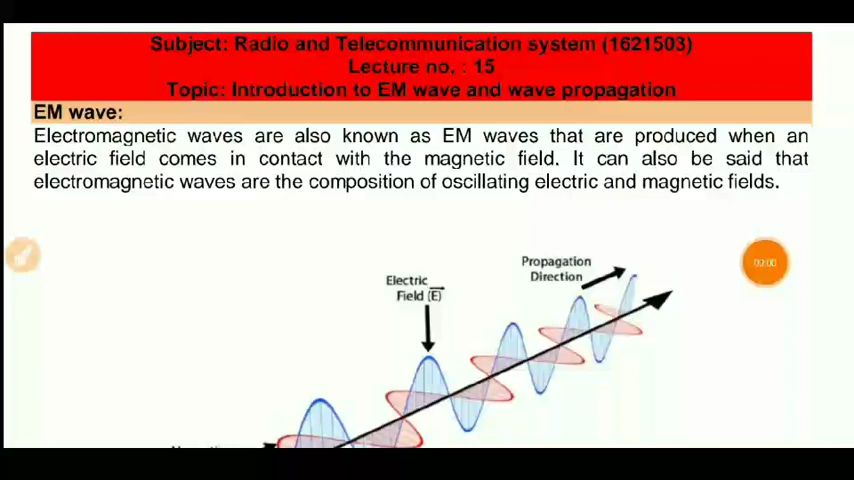 Subject: Radio and Telecommunication system (1621503)
Lecture no. : 15
Topic: Introduction to EM wave and wave propagation
EM wave:
Electromagnetic waves are also known as EM waves that are produced when an
electric field comes in contact with the magnetic field. It can also be said that
electromagnetic waves are the composition of oscillating electric and magnetic fields.
Propagation
Direction
00:00
Electric
Field (E)